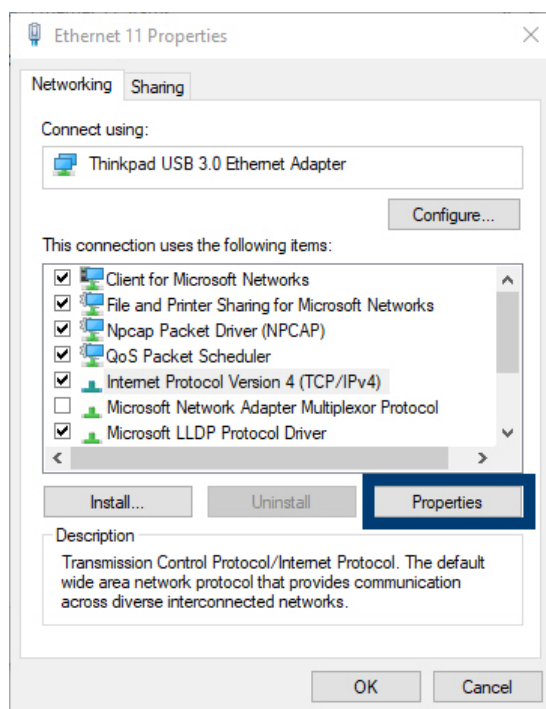 Ethernet 11 Properties
Networking
Sharing
Connect using:
Thinkpad USB 3.0 Ethernet Adapter
Configure...
This connection uses the following items:
Client for Microsoft Networks
File and Printer Sharing for Microsoft Networks
Npcap Packet Driver (NPCAP)
QoS Packet Scheduler
Internet Protocol Version 4 (TCP/IPv4)
Microsoft Network Adapter Multiplexor Protocol
Microsoft LLDP Protocol Driver
Install...
Uninstall
Properties
Description
Transmission Control Protocol/Internet Protocol. The default
wide area network protocol that provides communication
across diverse interconnected networks.
OK
Cancel